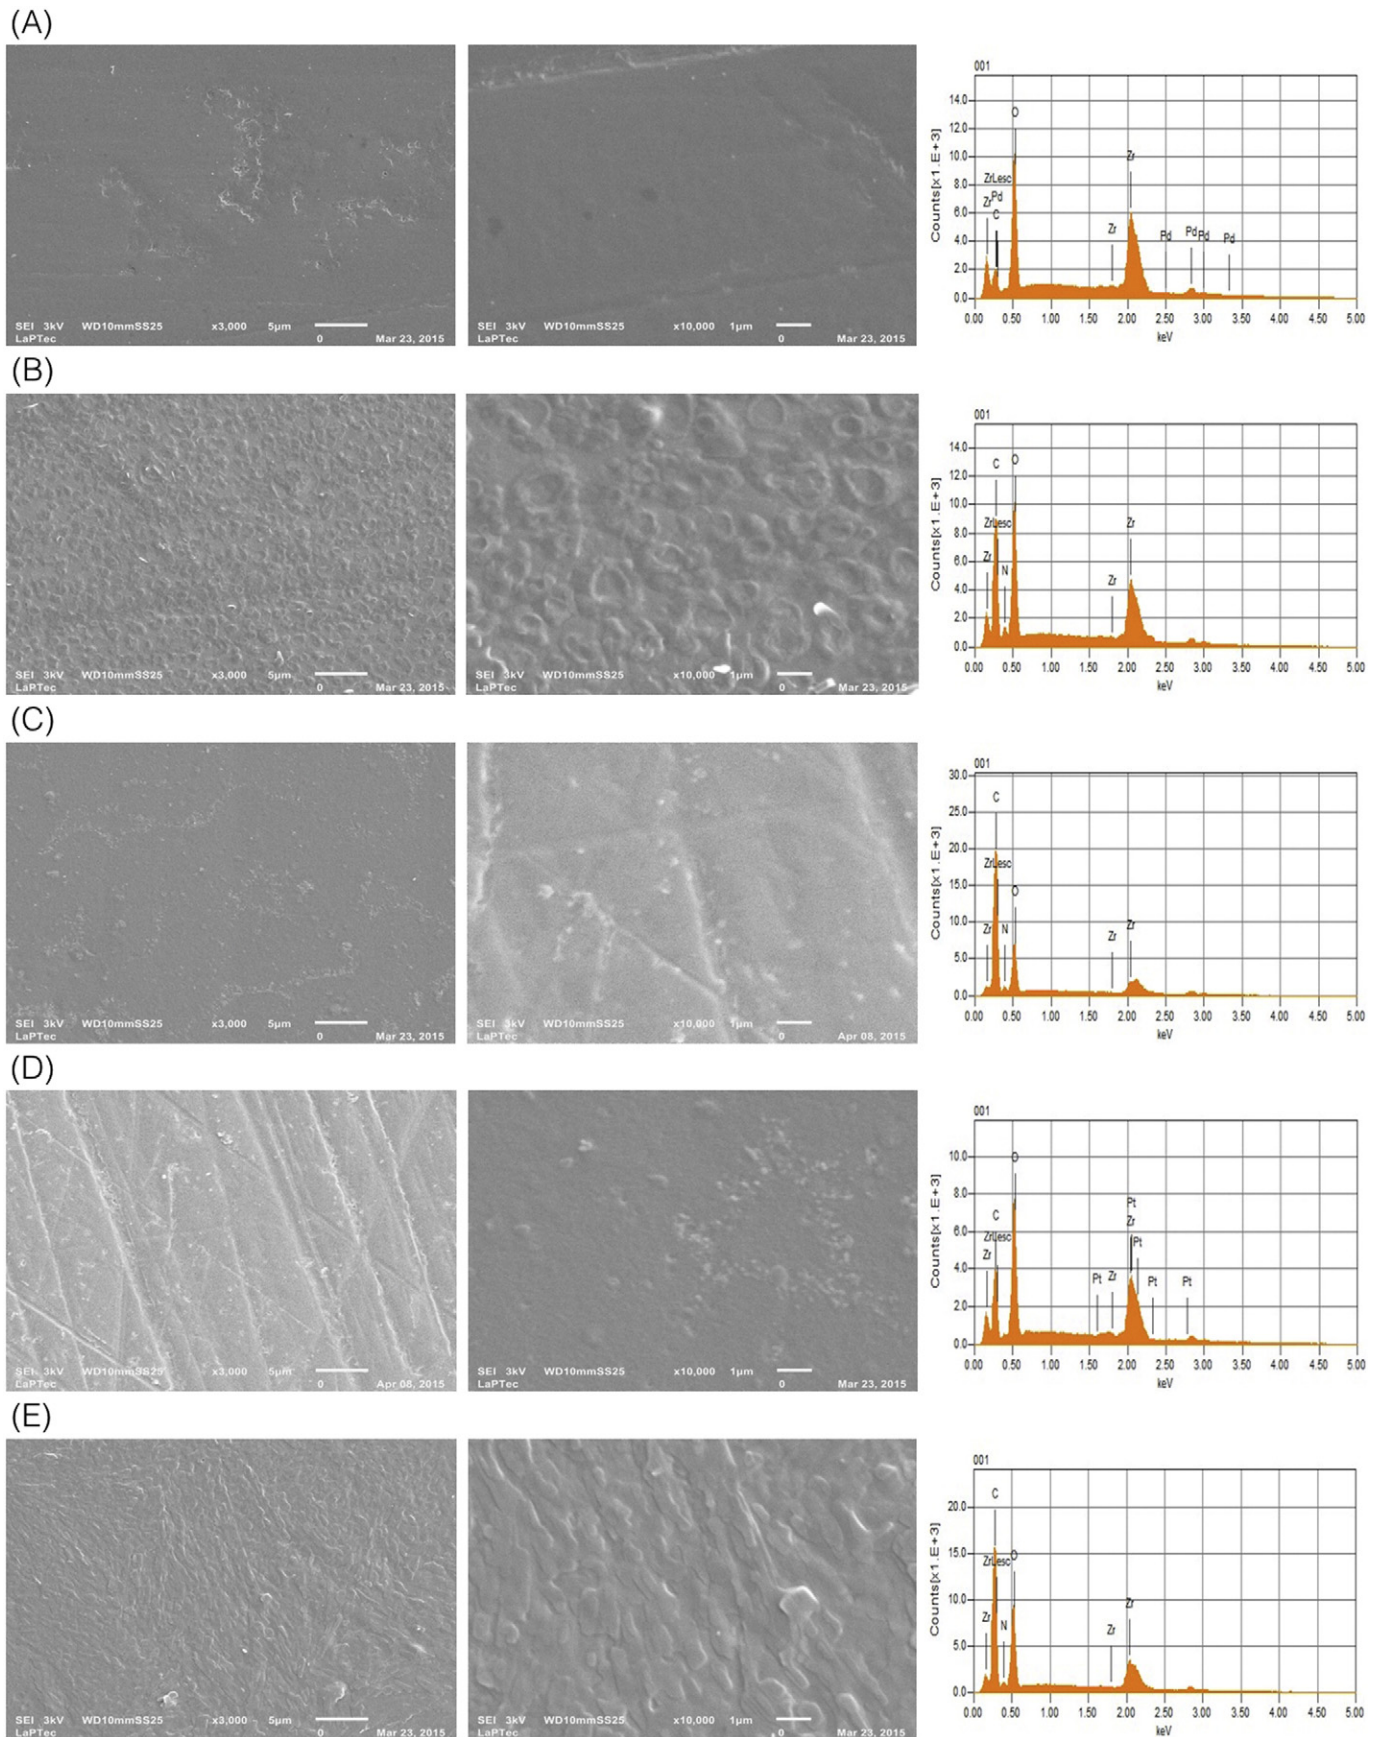 (A)
SEI 3kV WD10mmSS25 x3,000 5µm
LaPTec 0 Mar 23, 2015
SEI 3kV WD10mmSS25 x10,000 1µm
LaPTec 0 Mar 23, 2015
001
Counts[x1.E+3]
14.0
12.0
10.0
8.0
6.0
4.0
2.0
0.0
O
Zr
ZrLesc
Zr Pd
C
Zr
Pd
Pd
Pd
Pd
0.00 0.50 1.00 1.50 2.00 2.50 3.00 3.50 4.00 4.50 5.00
keV
(B)
SEI 3kV WD10mmSS25 x3,000 5µm
LaPTec 0 Mar 23, 2015
SEI 3kV WD10mmSS25 x10,000 1µm
LaPTec 0 Mar 23, 2015
001
Counts[x1.E+3]
14.0
12.0
10.0
8.0
6.0
4.0
2.0
0.0
C
O
ZrLesc
Zr
Zr
N
Zr
0.00 0.50 1.00 1.50 2.00 2.50 3.00 3.50 4.00 4.50 5.00
keV
(C)
SEI 3kV WD10mmSS25 x3,000 5µm
LaPTec 0 Mar 23, 2015
SEI 3kV WD10mmSS25 x10,000 1µm
LaPTec 0 Apr 08, 2015
001
Counts[x1.E+3]
30.0
25.0
20.0
15.0
10.0
5.0
0.0
C
ZrLesc
O
Zr
N
Zr
Zr
0.00 0.50 1.00 1.50 2.00 2.50 3.00 3.50 4.00 4.50 5.00
keV
(D)
SEI 3kV WD10mmSS25 x3,000 5µm
LaPTec 0 Apr 08, 2015
SEI 3kV WD10mmSS25 x10,000 1µm
LaPTec 0 Mar 23, 2015
001
Counts[x1.E+3]
10.0
8.0
6.0
4.0
2.0
0.0
O
Pt
C
Zr
ZrLesc
Pt
Zr
Pt
Zr
Pt
Pt
0.00 0.50 1.00 1.50 2.00 2.50 3.00 3.50 4.00 4.50 5.00
keV
(E)
SEI 3kV WD10mmSS25 x3,000 5µm
LaPTec 0 Mar 23, 2015
SEI 3kV WD10mmSS25 x10,000 1µm
LaPTec 0 Mar 23, 2015
001
Counts[x1.E+3]
20.0
15.0
10.0
5.0
0.0
C
ZrLesc
O
Zr
Zr
N
Zr
0.00 0.50 1.00 1.50 2.00 2.50 3.00 3.50 4.00 4.50 5.00
keV